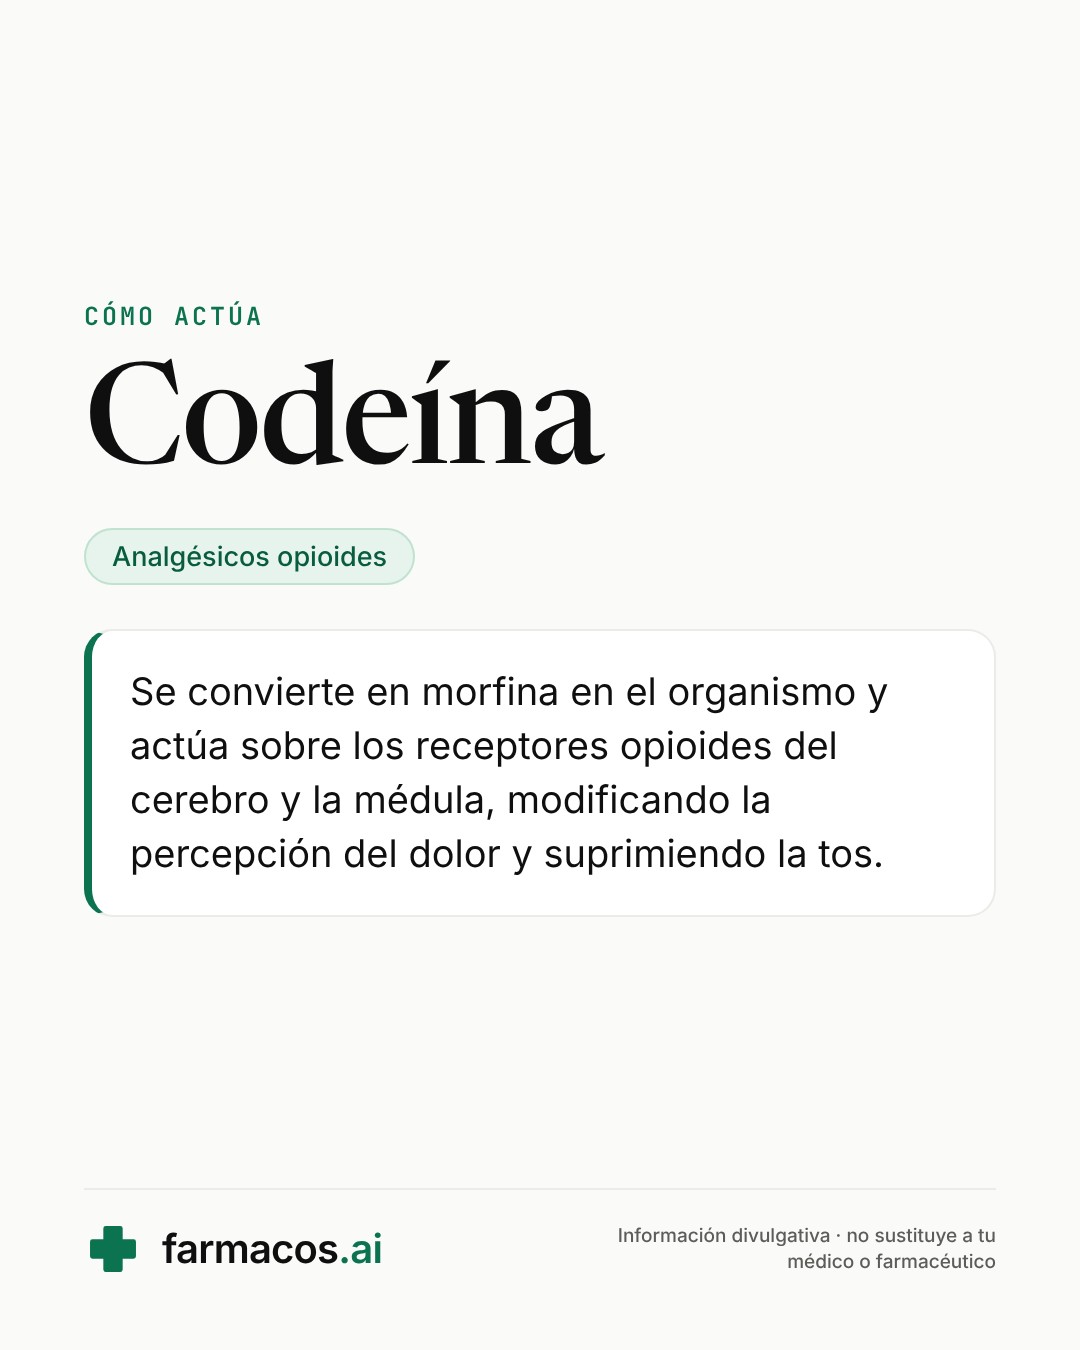 CÓMO ACTÚA
Codeína
Analgésicos opioides
Se convierte en morfina en el organismo y
actúa sobre los receptores opioides del
cerebro y la médula, modificando la
percepción del dolor y suprimiendo la tos.
farmacos.ai
Información divulgativa · no sustituye a tu
médico o farmacéutico